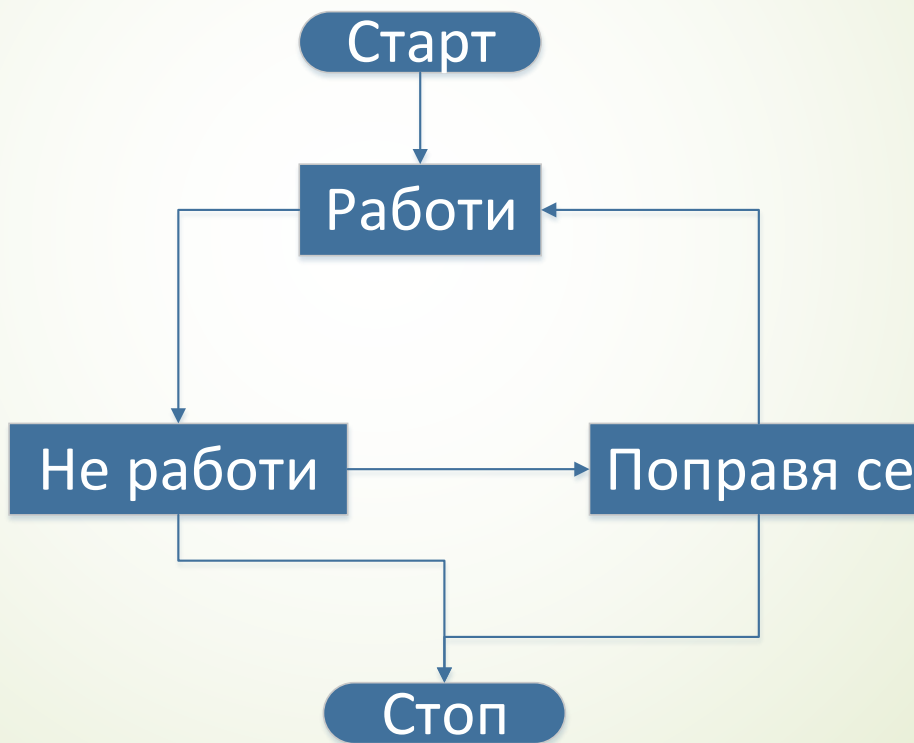 Старт
Работи
Не работи
Поправя се
Стоп